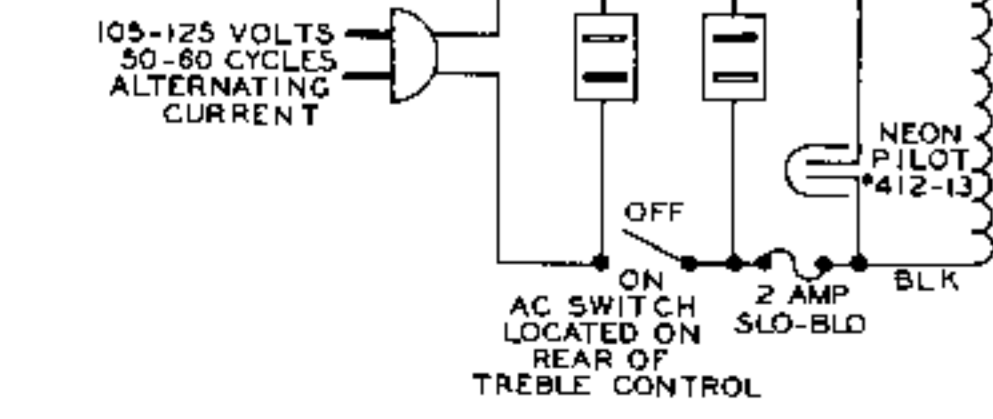 105-125 VOLTS
50-60 CYCLES
ALTERNATING
CURRENT
NEON
PILOT
*412-13
OFF
ON
AC SWITCH
LOCATED ON
REAR OF
TREBLE CONTROL
2 AMP
SLO-BLO
BLK